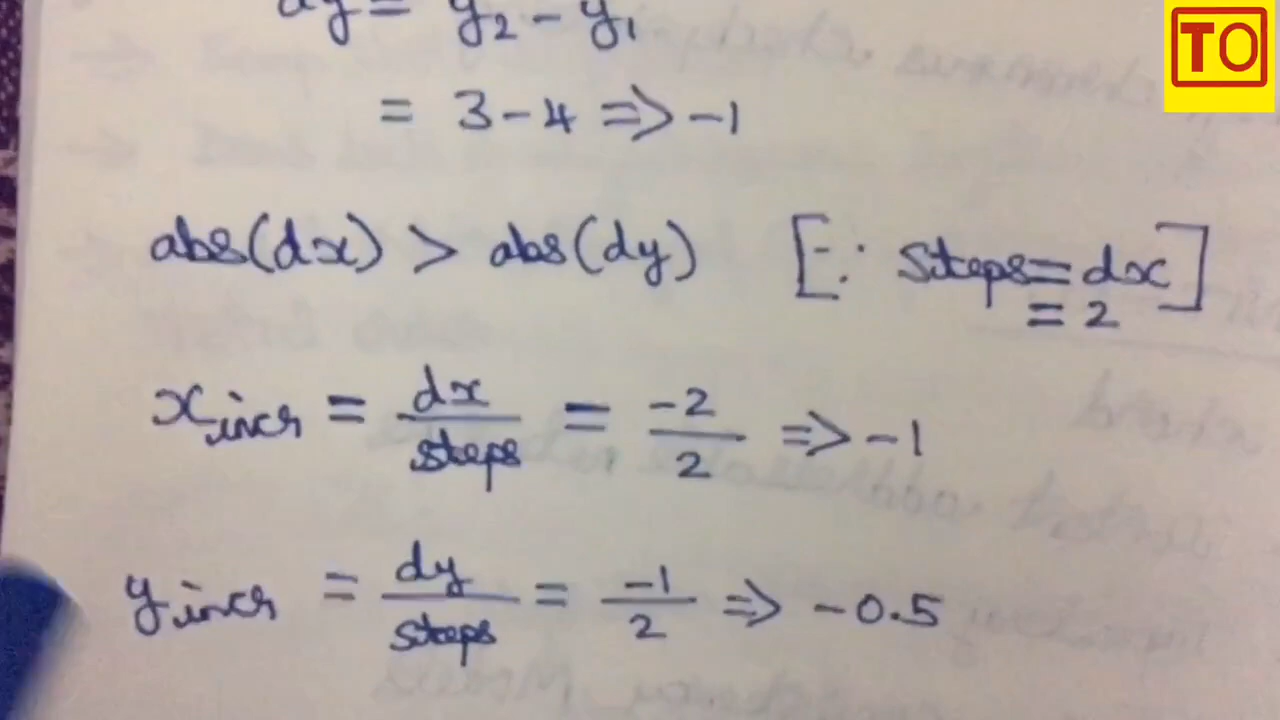 TO
dy = y2 - y1
= 3 - 4 => -1
abs(dx) > abs(dy) [∵ steps = dx]
= 2
xincr = dx/steps = -2/2 => -1
yincr = dy/steps = -1/2 => -0.5